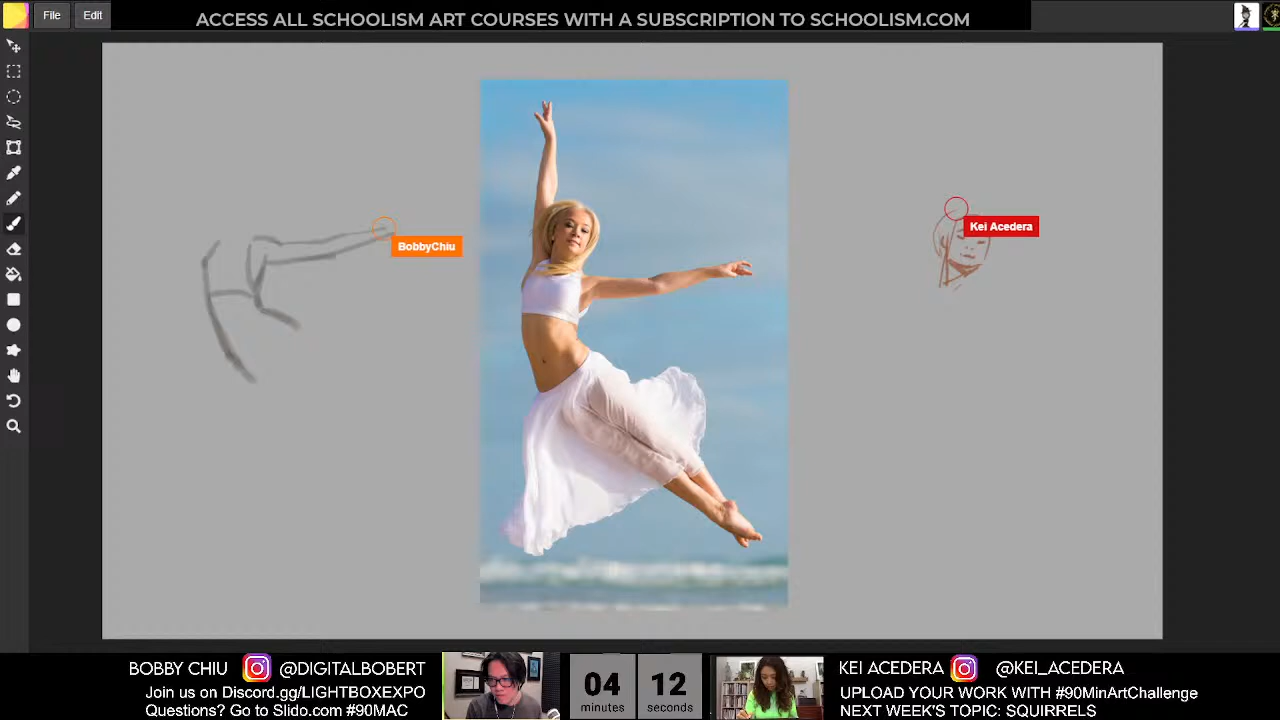 File
Edit
ACCESS ALL SCHOOLISM ART COURSES WITH A SUBSCRIPTION TO SCHOOLISM.COM
BobbyChiu
Kei Acedera
BOBBY CHIU @DIGITALBOBERT
Join us on Discord.gg/LIGHTBOXEXPO
Questions? Go to Slido.com #90MAC
04 12
minutes seconds
KEI ACEDERA @KEI_ACEDERA
UPLOAD YOUR WORK WITH #90MinArtChallenge
NEXT WEEK'S TOPIC: SQUIRRELS